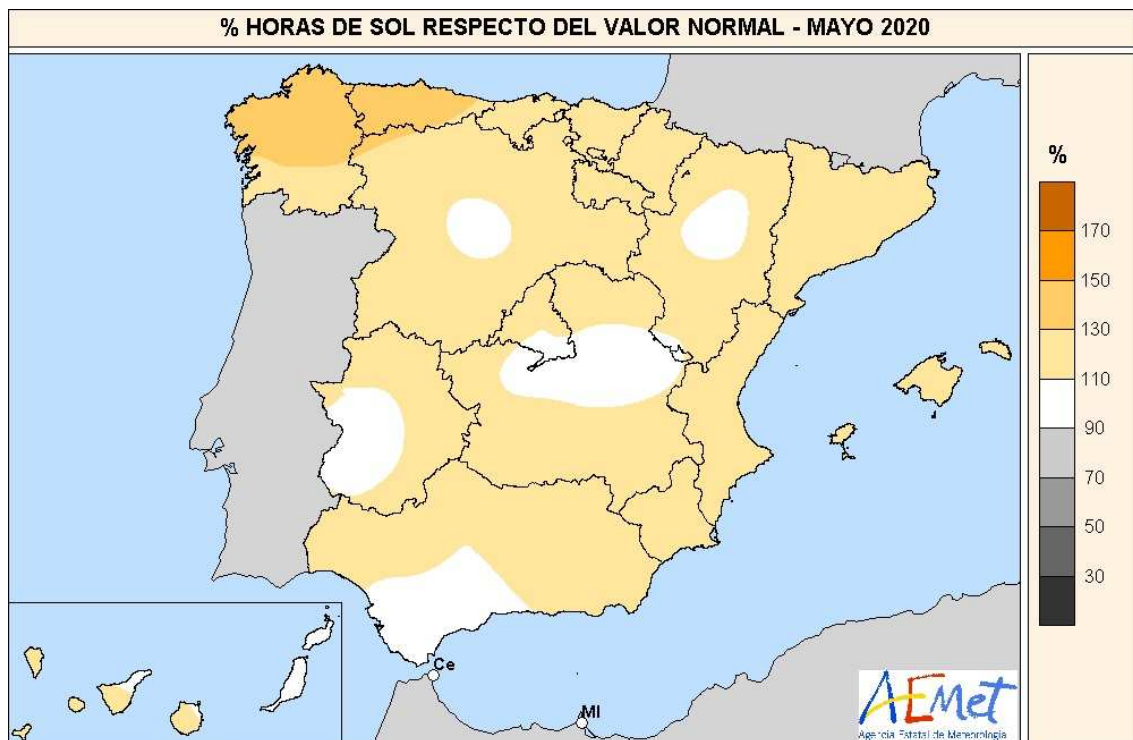 % HORAS DE SOL RESPECTO DEL VALOR NORMAL - MAYO 2020
%
170
150
130
110
90
70
50
30
Ce
Ml
AEMet
Agencia Estatal de Meteorología